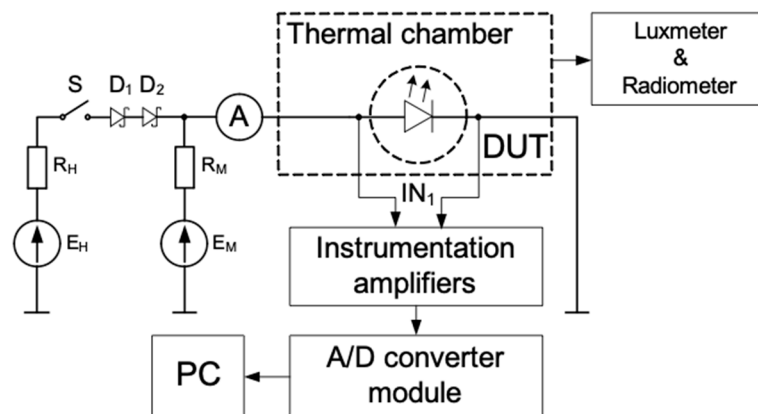 Thermal chamber
Luxmeter
&
Radiometer
S
D1 D2
A
RH
RM
DUT
IN1
EH
EM
Instrumentation
amplifiers
PC
A/D converter
module